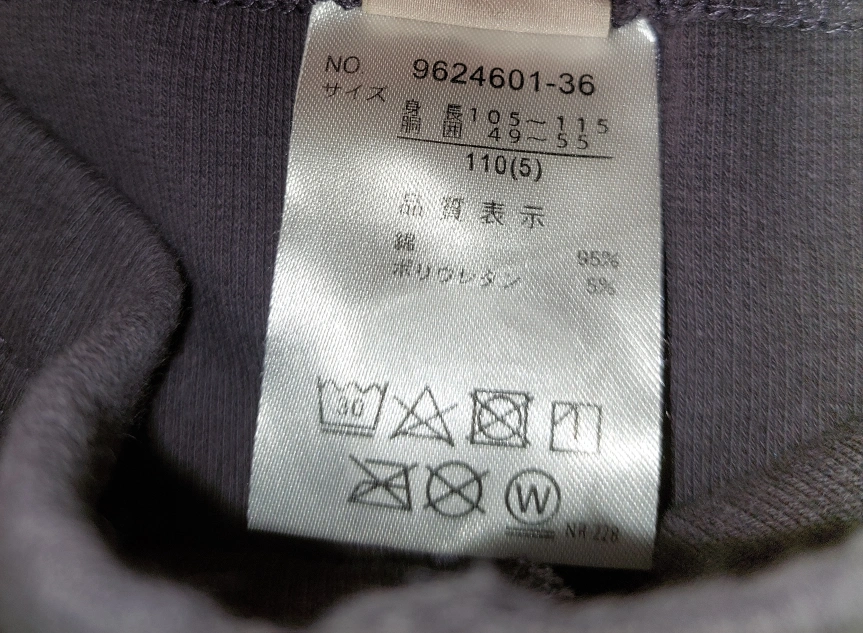 NO. 9624601-36
サイズ 身長105～115
胴囲 49～55
110(5)
品質表示
綿 95%
ポリウレタン 5%
30
W
NR 228